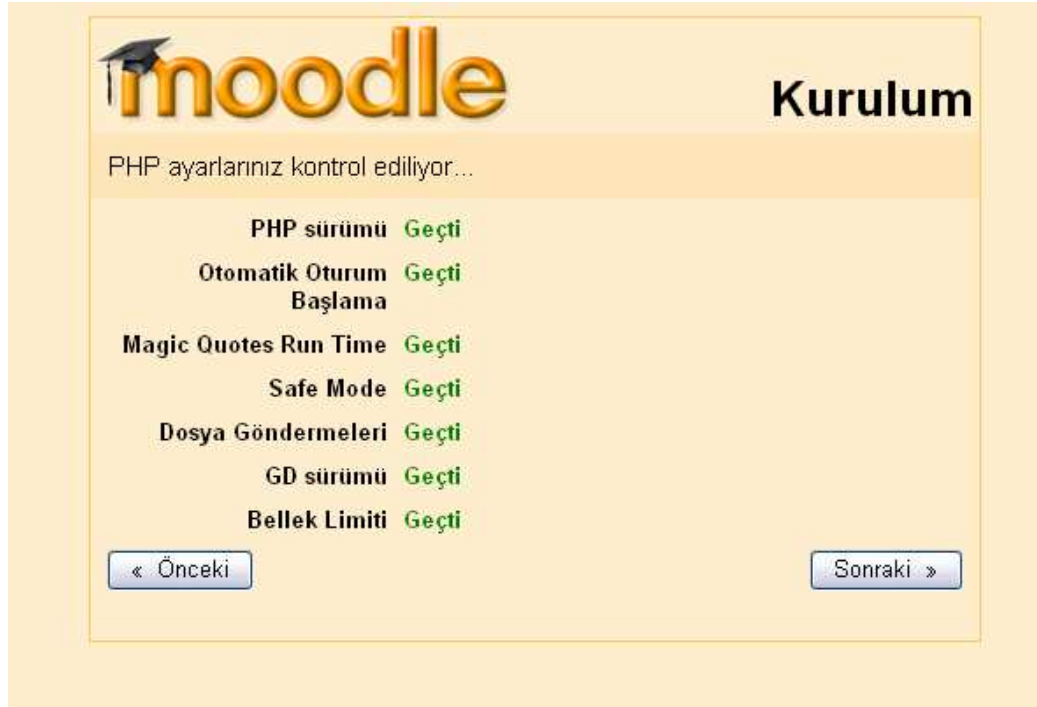 moodle
Kurulum
PHP ayarlarınız kontrol ediliyor...
PHP sürümü Geçti
Otomatik Oturum Geçti
Başlama
Magic Quotes Run Time Geçti
Safe Mode Geçti
Dosya Göndermeleri Geçti
GD sürümü Geçti
Bellek Limiti Geçti
« Önceki
Sonraki »